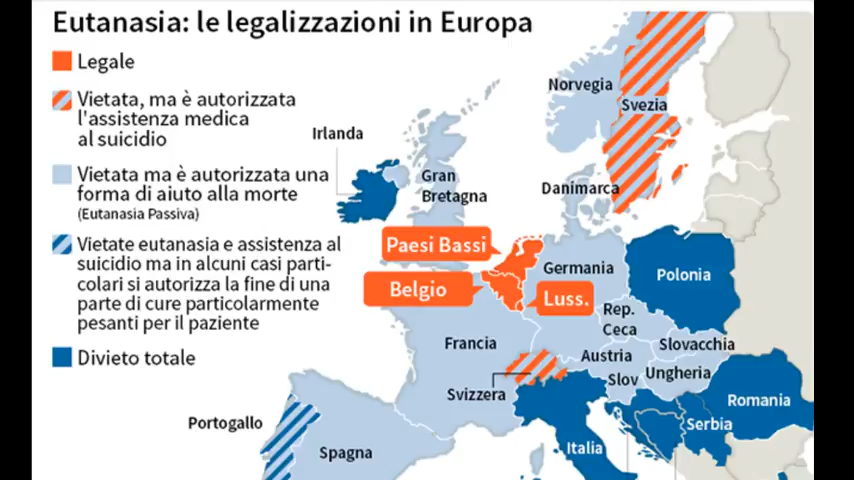 Eutanasia: le legalizzazioni in Europa
Legale
Vietata, ma è autorizzata
l'assistenza medica
al suicidio
Vietata ma è autorizzata una
forma di aiuto alla morte
(Eutanasia Passiva)
Vietate eutanasia e assistenza al
suicidio ma in alcuni casi parti-
colari si autorizza la fine di una
parte di cure particolarmente
pesanti per il paziente
Divieto totale
Norvegia
Svezia
Irlanda
Gran
Bretagna
Danimarca
Paesi Bassi
Germania
Polonia
Belgio
Luss.
Rep.
Ceca
Francia
Slovacchia
Austria
Ungheria
Svizzera
Slov
Romania
Portogallo
Serbia
Spagna
Italia